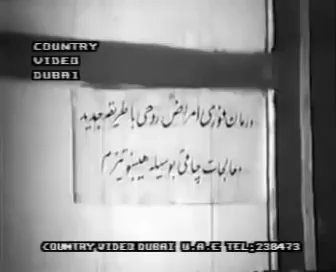 COUNTRY
VIDEO
DUBAI
درمان فوری امراض روحی با طریقه جدید
معالجات چاقی بوسیله هیپنوتیزم
COUNTRY VIDEO DUBAI U.A.E TEL;238473